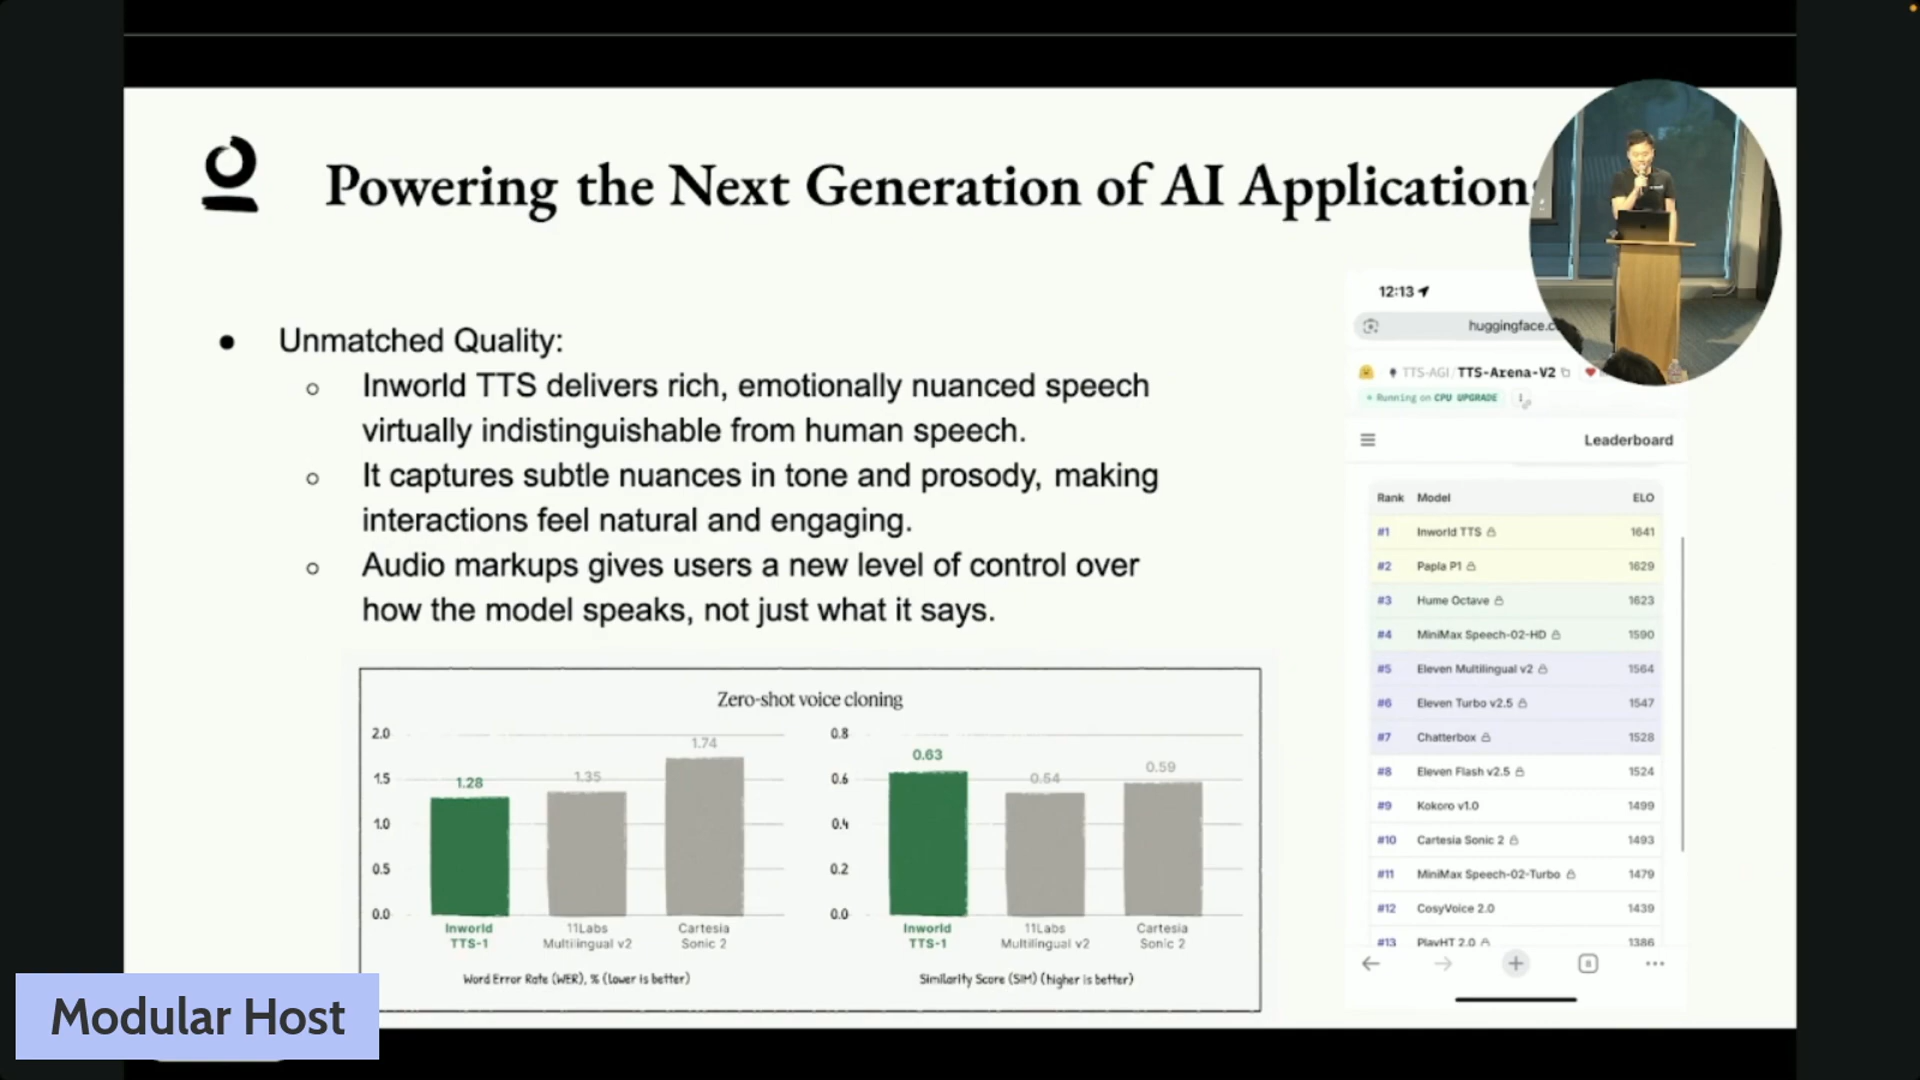 Powering the Next Generation of AI Application
● Unmatched Quality:
○ Inworld TTS delivers rich, emotionally nuanced speech
virtually indistinguishable from human speech.
○ It captures subtle nuances in tone and prosody, making
interactions feel natural and engaging.
○ Audio markups gives users a new level of control over
how the model speaks, not just what it says.
Zero-shot voice cloning
2.0
1.5
1.0
0.5
0.0
1.28
1.35
1.74
Inworld
TTS-1
11Labs
Multilingual v2
Cartesia
Sonic 2
Word Error Rate (WER), % (lower is better)
0.8
0.6
0.4
0.2
0.0
0.63
0.54
0.59
Inworld
TTS-1
11Labs
Multilingual v2
Cartesia
Sonic 2
Similarity Score (SIM) (higher is better)
12:13
huggingface.c
TTS-AGI/TTS-Arena-V2
Running on CPU UPGRADE
Leaderboard
Rank Model ELO
#1 Inworld TTS 1641
#2 Papla P1 1629
#3 Hume Octave 1623
#4 MiniMax Speech-02-HD 1590
#5 Eleven Multilingual v2 1564
#6 Eleven Turbo v2.5 1547
#7 Chatterbox 1528
#8 Eleven Flash v2.5 1524
#9 Kokoro v1.0 1499
#10 Cartesia Sonic 2 1493
#11 MiniMax Speech-02-Turbo 1479
#12 CosyVoice 2.0 1439
#13 PlayHT 2.0 1386
Modular Host